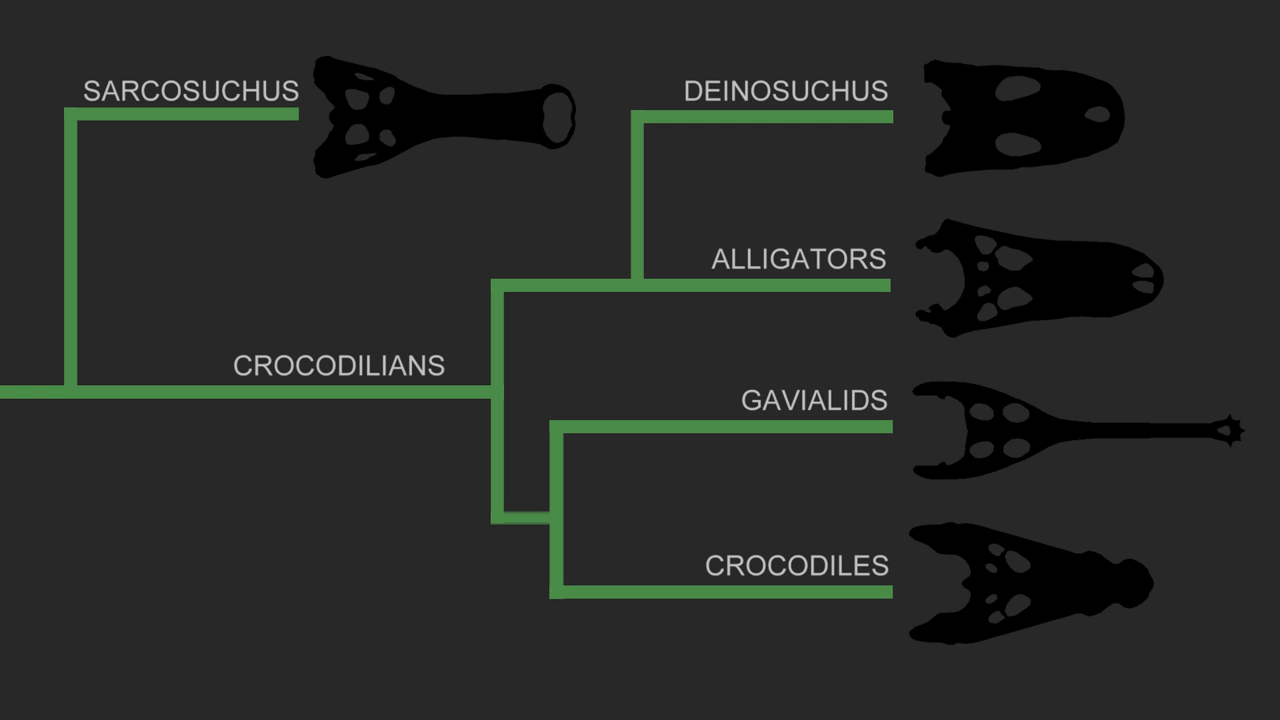 SARCOSUCHUS
DEINOSUCHUS
ALLIGATORS
CROCODILIANS
GAVIALIDS
CROCODILES